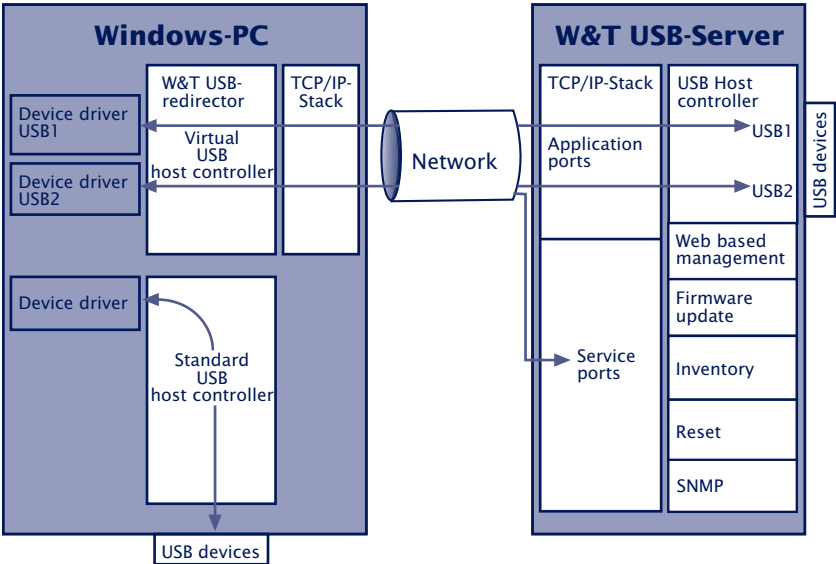 Windows-PC
W&T USB-
redirector
TCP/IP-
Stack
Device driver
USB1
Virtual
USB
host controller
Device driver
USB2
Device driver
Standard
USB
host controller
USB devices
Network
W&T USB-Server
TCP/IP-Stack
USB Host
controller
USB1
Application
ports
USB2
USB devices
Web based
management
Firmware
update
Service
ports
Inventory
Reset
SNMP